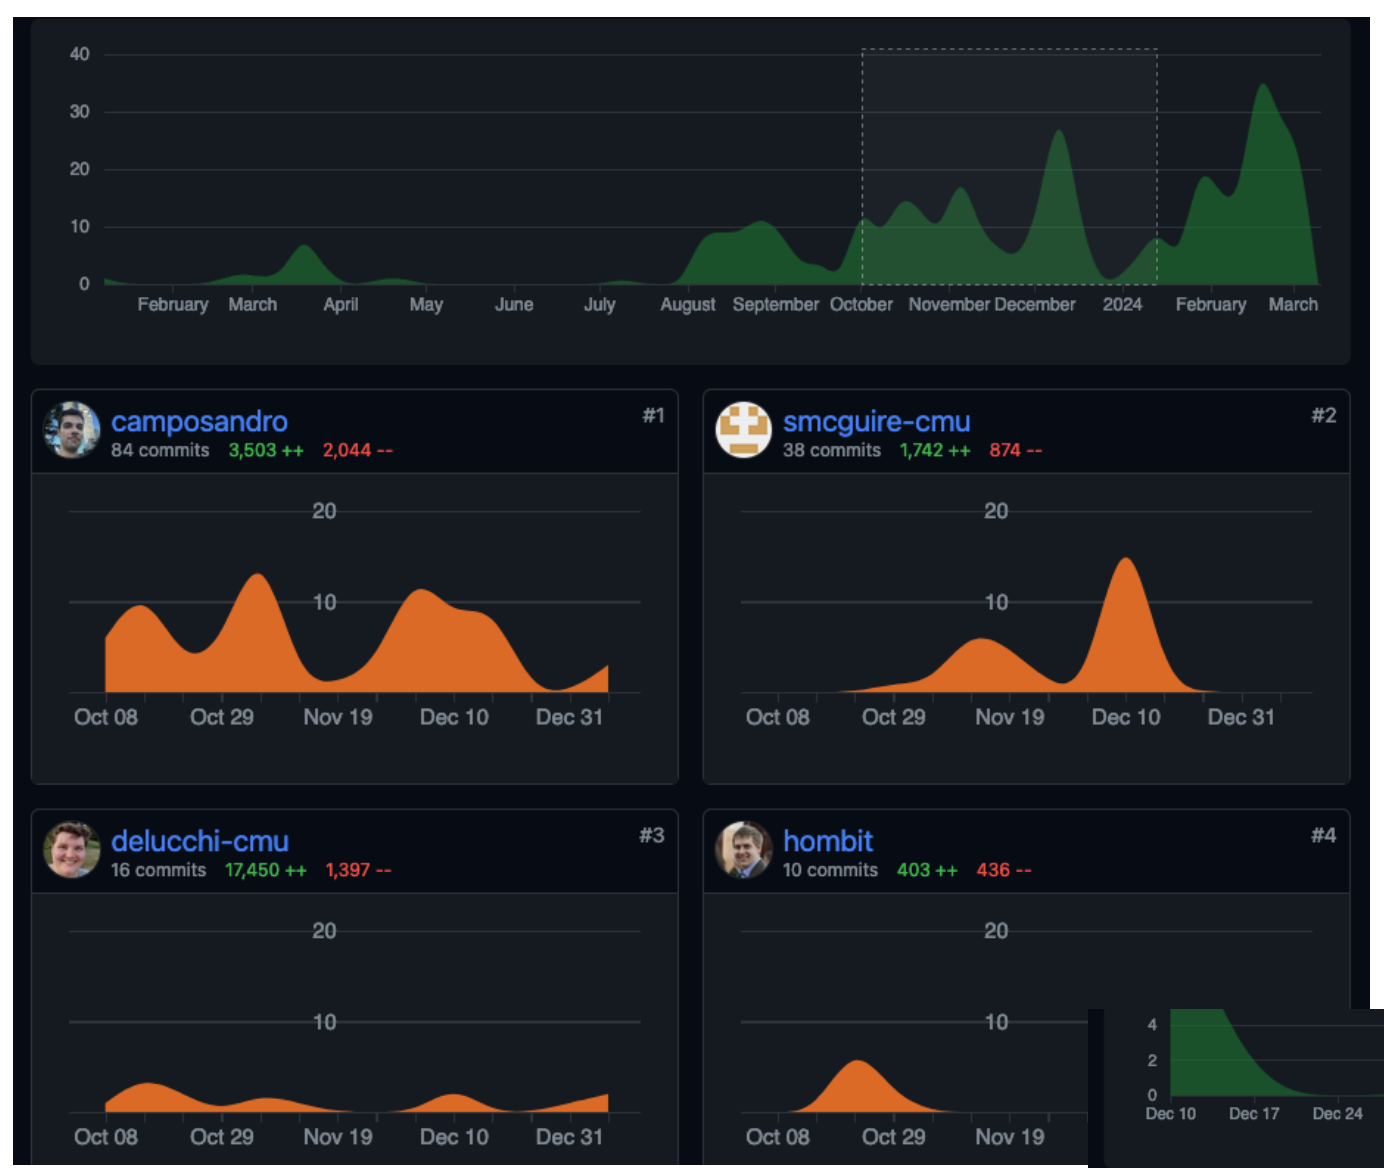 40
30
20
10
0
February March April May June July August September October November December 2024 February March
camposandro #1
84 commits 3,503 ++ 2,044 --
20
10
Oct 08 Oct 29 Nov 19 Dec 10 Dec 31
smcguire-cmu #2
38 commits 1,742 ++ 874 --
20
10
Oct 08 Oct 29 Nov 19 Dec 10 Dec 31
delucchi-cmu #3
16 commits 17,450 ++ 1,397 --
20
10
Oct 08 Oct 29 Nov 19 Dec 10 Dec 31
hombit #4
10 commits 403 ++ 436 --
20
10
Oct 08 Oct 29 Nov 19
4
2
0
Dec 10 Dec 17 Dec 24